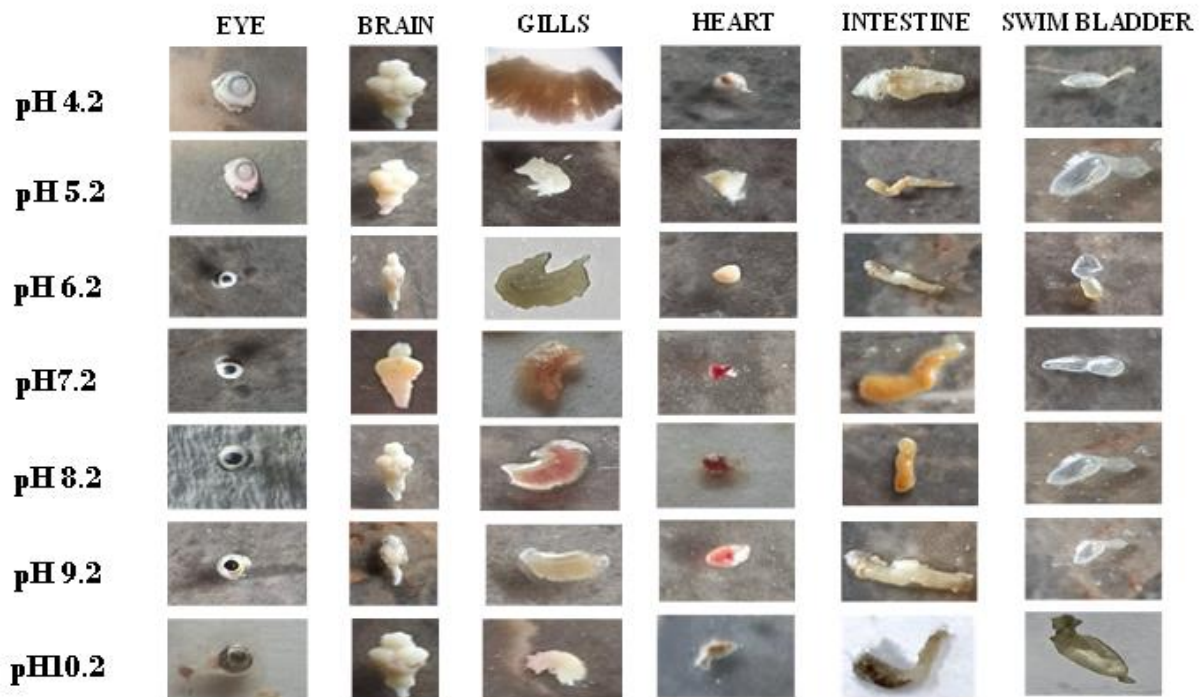 EYE BRAIN GILLS HEART INTESTINE SWIM BLADDER
pH 4.2
pH 5.2
pH 6.2
pH7.2
pH 8.2
pH 9.2
pH10.2